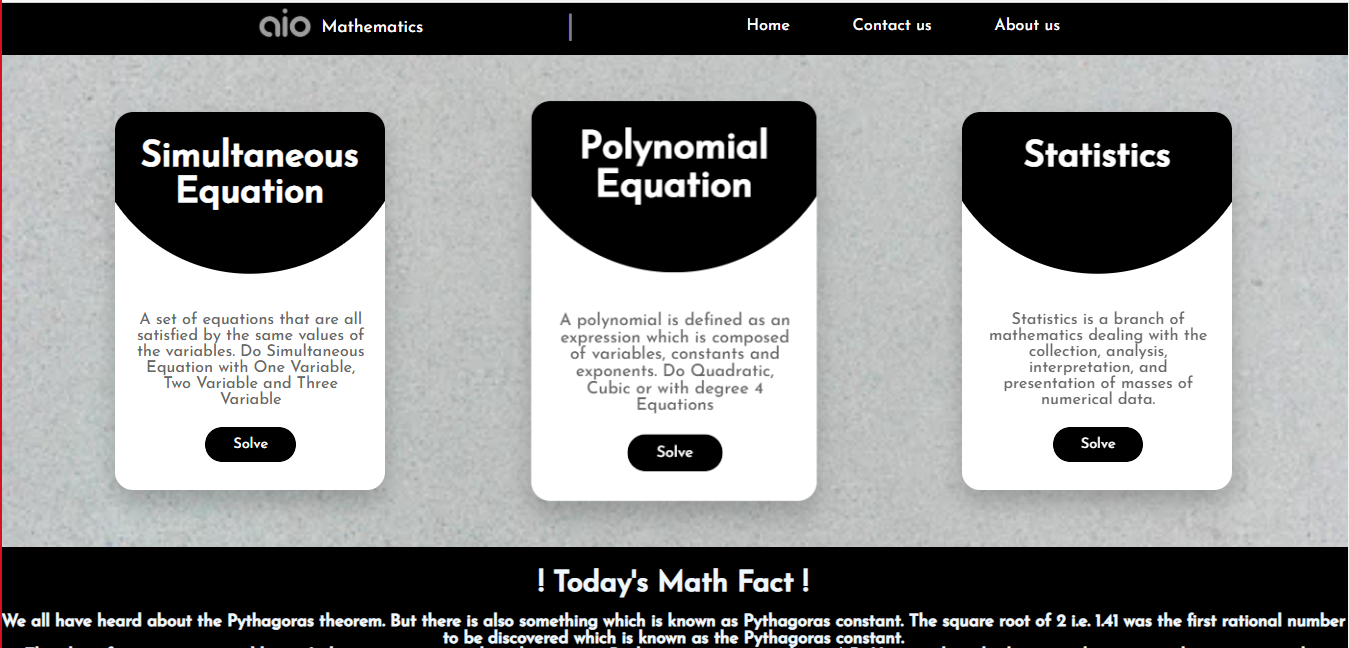 aio Mathematics
Home Contact us About us
Simultaneous
Equation
A set of equations that are all
satisfied by the same values of
the variables. Do Simultaneous
Equation with One Variable,
Two Variable and Three
Variable
Solve
Polynomial
Equation
A polynomial is defined as an
expression which is composed
of variables, constants and
exponents. Do Quadratic,
Cubic or with degree 4
Equations
Solve
Statistics
Statistics is a branch of
mathematics dealing with the
collection, analysis,
interpretation, and
presentation of masses of
numerical data.
Solve
! Today's Math Fact !
We all have heard about the Pythagoras theorem. But there is also something which is known as Pythagoras constant. The square root of 2 i.e. 1.41 was the first rational number
to be discovered which is known as the Pythagoras constant.